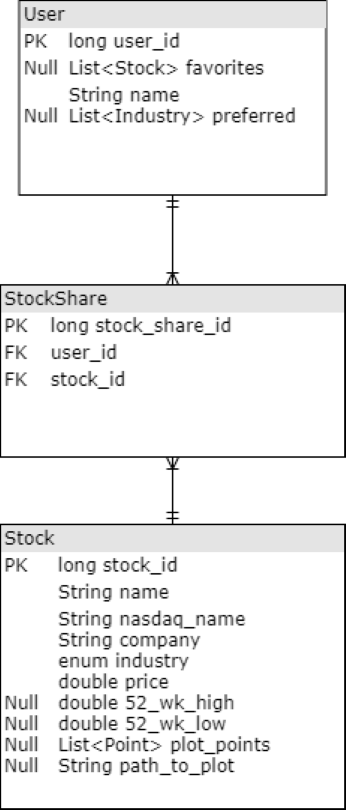 User
PK long user_id
Null List<Stock> favorites
String name
Null List<Industry> preferred
StockShare
PK long stock_share_id
FK user_id
FK stock_id
Stock
PK long stock_id
String name
String nasdaq_name
String company
enum industry
double price
Null double 52_wk_high
Null double 52_wk_low
Null List<Point> plot_points
Null String path_to_plot